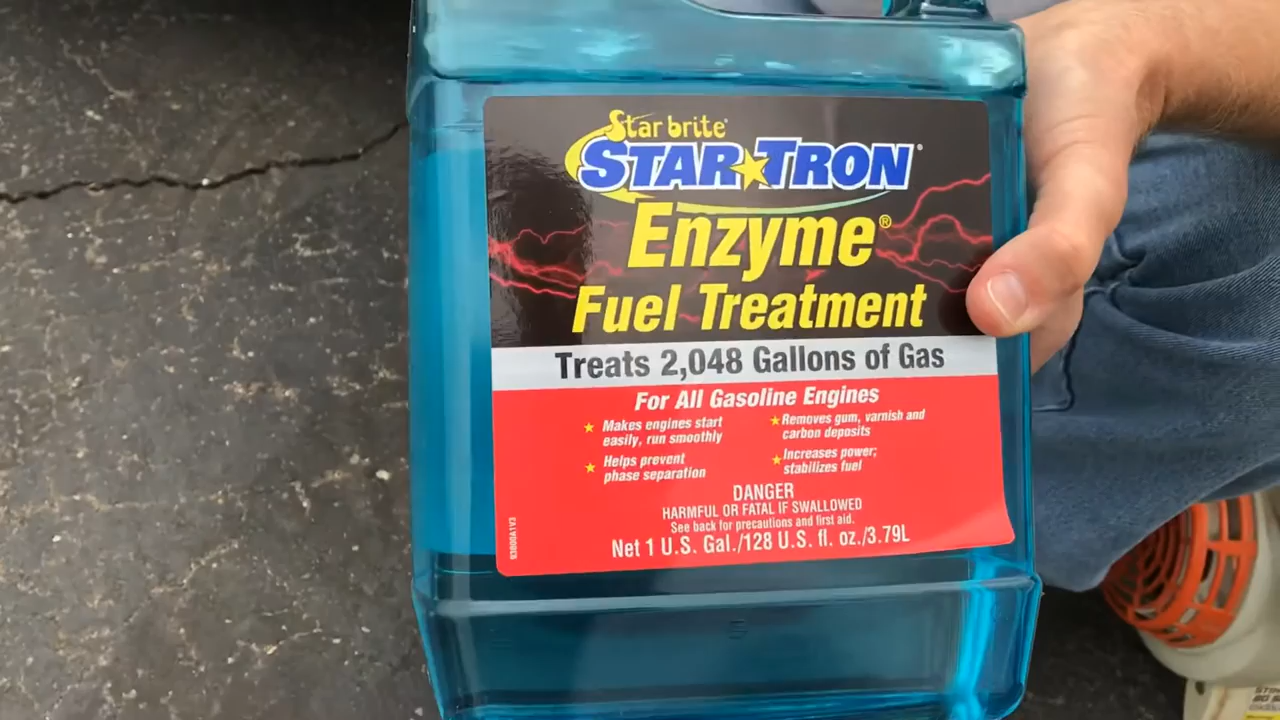 Star brite
STAR TRON®
Enzyme®
Fuel Treatment
Treats 2,048 Gallons of Gas
For All Gasoline Engines
Makes engines start
easily, run smoothly
Helps prevent
phase separation
Removes gum, varnish and
carbon deposits
Increases power;
stabilizes fuel
DANGER
HARMFUL OR FATAL IF SWALLOWED
See back for precautions and first aid.
Net 1 U.S. Gal./128 U.S. fl. oz./3.79L